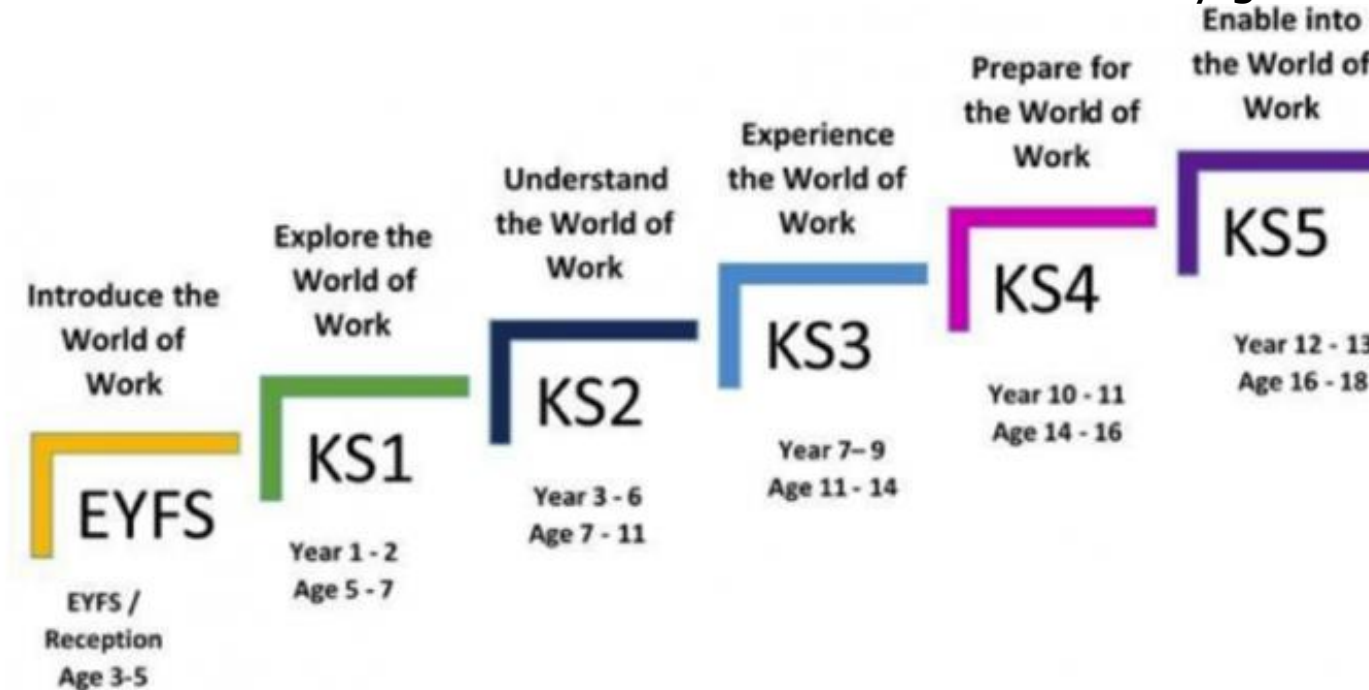 Introduce the
World of
Work
EYFS
EYFS /
Reception
Age 3-5
Explore the
World of
Work
KS1
Year 1 - 2
Age 5 - 7
Understand
the World of
Work
KS2
Year 3 - 6
Age 7 - 11
Experience
the World of
Work
KS3
Year 7– 9
Age 11 - 14
Prepare for
the World of
Work
KS4
Year 10 - 11
Age 14 - 16
Enable into
the World of
Work
KS5
Year 12 - 13
Age 16 - 18